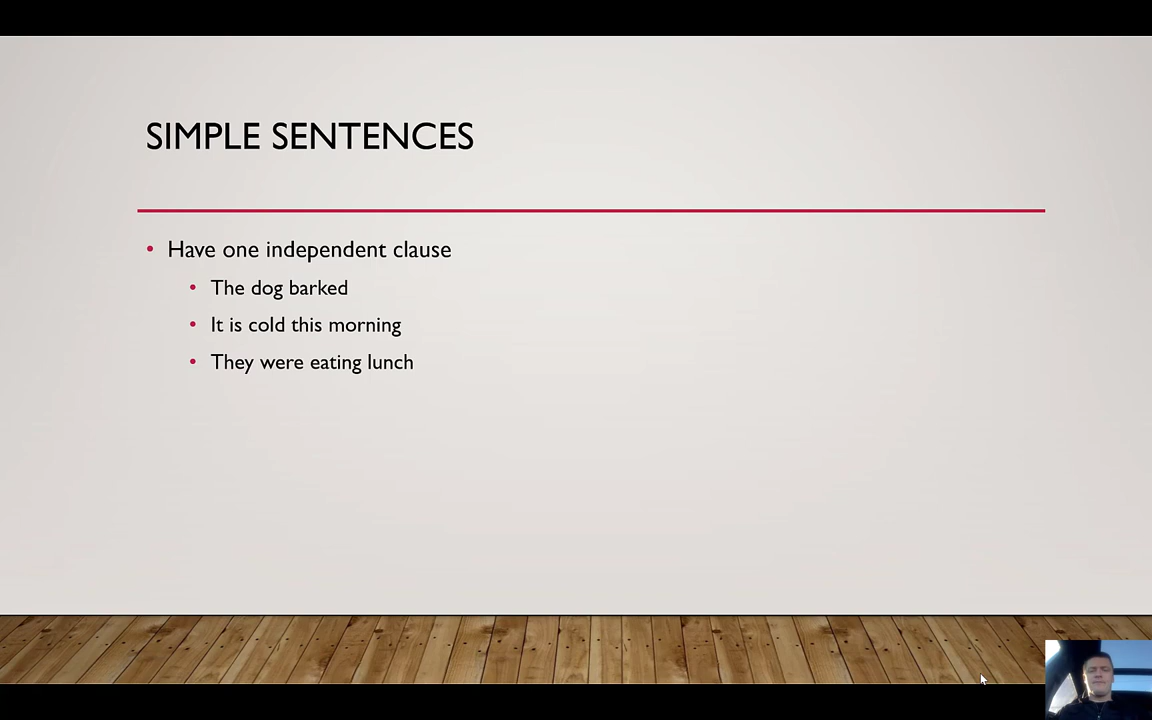 SIMPLE SENTENCES
Have one independent clause
The dog barked
It is cold this morning
They were eating lunch